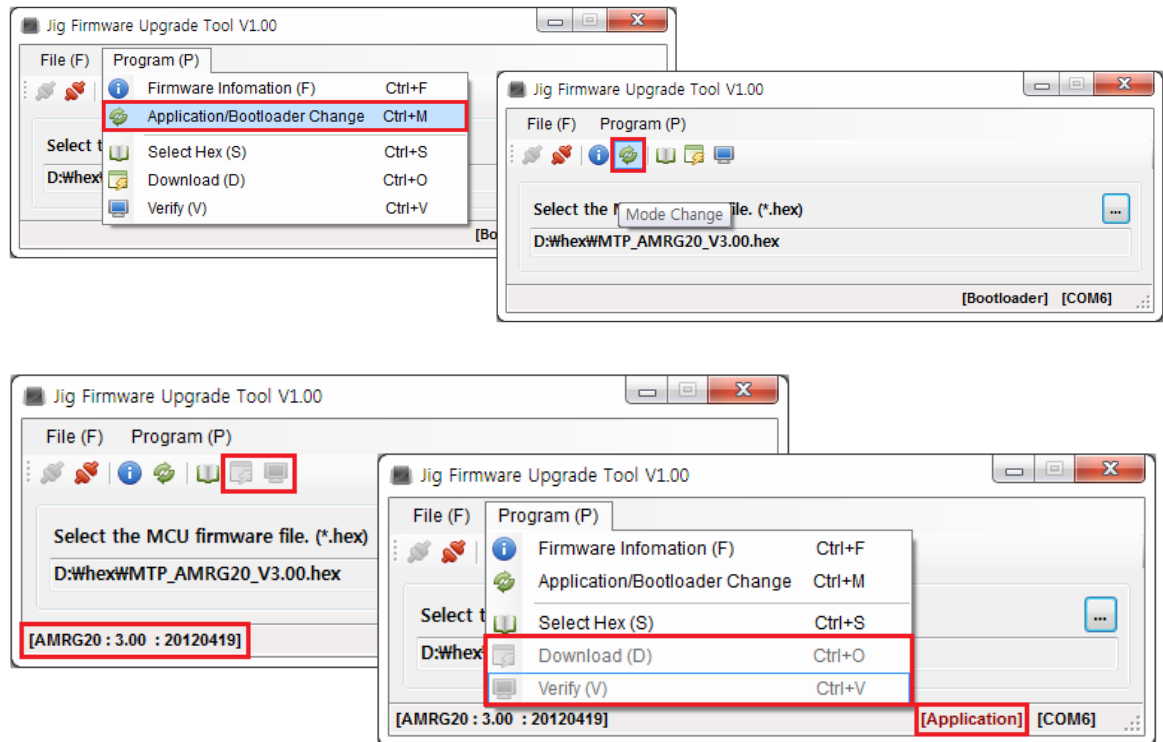 Jig Firmware Upgrade Tool V1.00
File (F) Program (P)
Firmware Infomation (F) Ctrl+F
Application/Bootloader Change Ctrl+M
Select t
Select Hex (S) Ctrl+S
D:₩hex
Download (D) Ctrl+O
Verify (V) Ctrl+V
[Bo
Jig Firmware Upgrade Tool V1.00
File (F) Program (P)
Select the M
ile. (*.hex)
Mode Change
...
D:₩hex₩MTP_AMRG20_V3.00.hex
[Bootloader] [COM6]
Jig Firmware Upgrade Tool V1.00
File (F) Program (P)
Select the MCU firmware file. (*.hex)
D:₩hex₩MTP_AMRG20_V3.00.hex
[AMRG20 : 3.00 : 20120419]
Jig Firmware Upgrade Tool V1.00
File (F) Program (P)
Firmware Infomation (F) Ctrl+F
Application/Bootloader Change Ctrl+M
Select t
Select Hex (S) Ctrl+S
...
D:₩hex
Download (D) Ctrl+O
Verify (V) Ctrl+V
[AMRG20 : 3.00 : 20120419] [Application] [COM6]